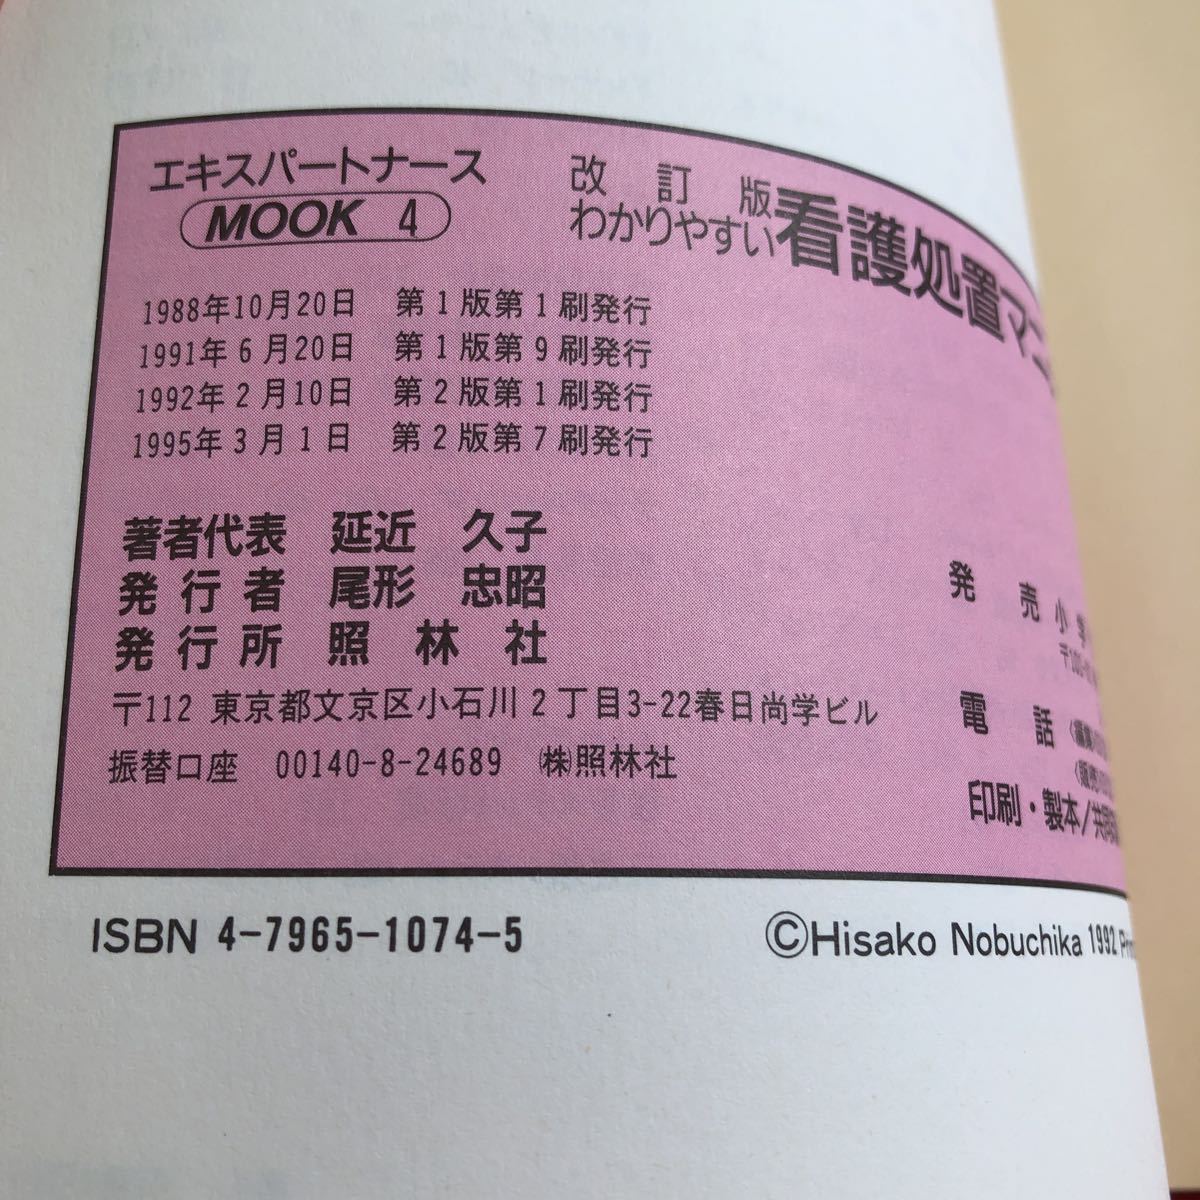 エキスパートナース
MOOK 4
改訂版
わかりやすい看護処置マニ
1988年10月20日 第1版第1刷発行
1991年6月20日 第1版第9刷発行
1992年2月10日 第2版第1刷発行
1995年3月1日 第2版第7刷発行
著者代表 延近 久子
発行者 尾形 忠昭
発行所 照林社
〒112 東京都文京区小石川2丁目3-22春日尚学ビル
振替口座 00140-8-24689 ㈱照林社
発売 小学
電話
印刷・製本/共同
ISBN 4-7965-1074-5
©Hisako Nobuchika 1992